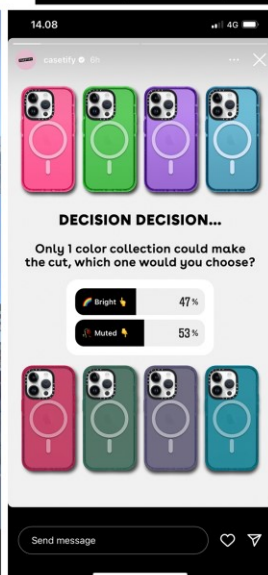 14.08
4G
casetify 6h
DECISION DECISION...
Only 1 color collection could make
the cut, which one would you choose?
🌈 Bright 👆 47%
🥀 Muted 👇 53%
Send message